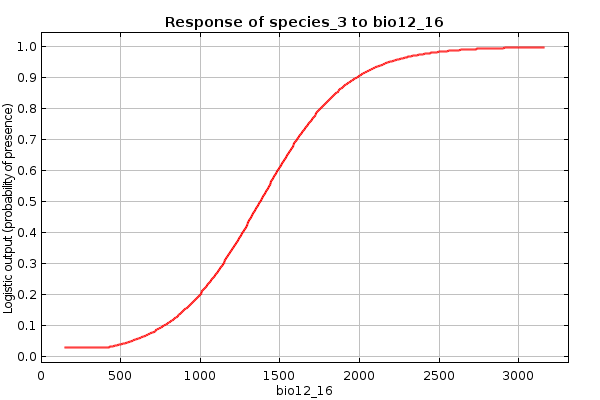 Response of species_3 to bio12_16
Logistic output (probability of presence)
1.0
0.9
0.8
0.7
0.6
0.5
0.4
0.3
0.2
0.1
0.0
0 500 1000 1500 2000 2500 3000
bio12_16